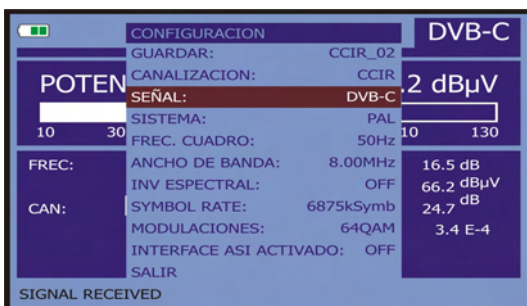 CONFIGURACION DVB-C
GUARDAR: CCIR_02
CANALIZACION: CCIR
POTEN .2 dBµV
SEÑAL: DVB-C
SISTEMA: PAL
10 30 10 130
FREC. CUADRO: 50Hz
FREC: ANCHO DE BANDA: 8.00MHz 16.5 dB
INV ESPECTRAL: OFF 66.2 dBµV
CAN: SYMBOL RATE: 6875kSymb 24.7 dB
MODULACIONES: 64QAM 3.4 E-4
INTERFACE ASI ACTIVADO: OFF
SALIR
SIGNAL RECEIVED